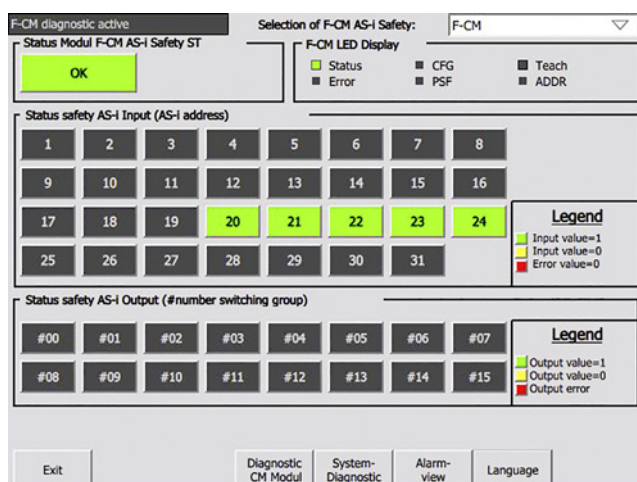 F-CM diagnostic active
Selection of F-CM AS-i Safety:
F-CM
Status Modul F-CM AS-i Safety ST
OK
F-CM LED Display
Status CFG Teach
Error PSF ADDR
Status safety AS-i Input (AS-i address)
1 2 3 4 5 6 7 8
9 10 11 12 13 14 15 16
17 18 19 20 21 22 23 24
25 26 27 28 29 30 31
Legend
Input value=1
Input value=0
Error value=0
Status safety AS-i Output (#number switching group)
#00 #01 #02 #03 #04 #05 #06 #07
#08 #09 #10 #11 #12 #13 #14 #15
Legend
Output value=1
Output value=0
Output error
Exit
Diagnostic
CM Modul
System-
Diagnostic
Alarm-
view
Language